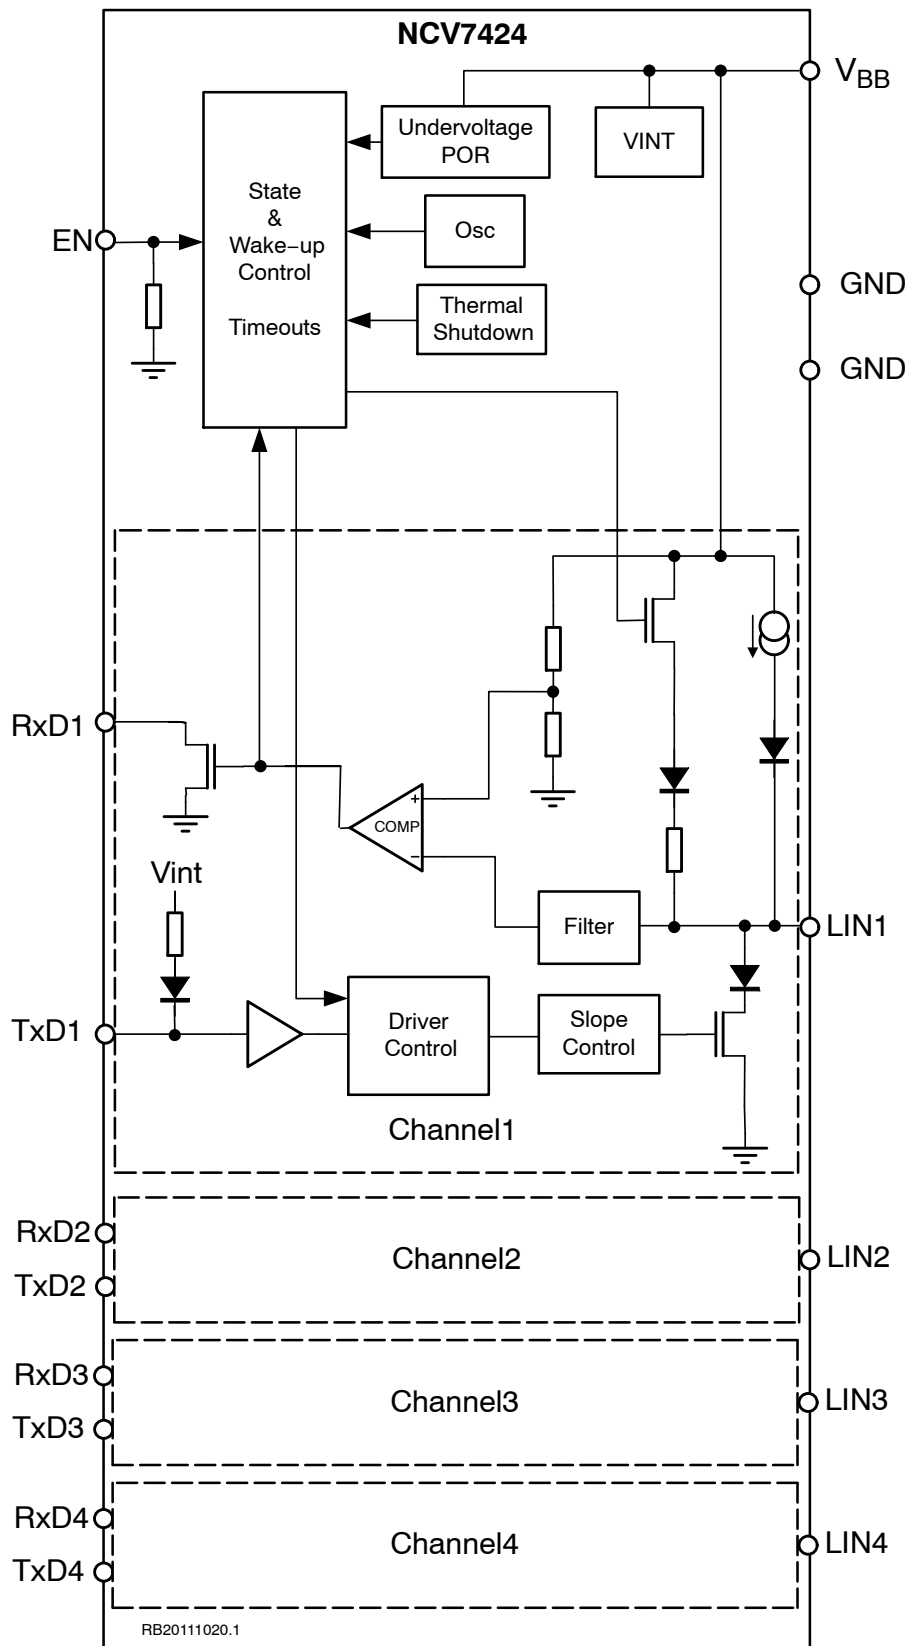 NCV7424
VBB
Undervoltage
POR
VINT
State
&
Wake−up
Control
Timeouts
Osc
EN
GND
Thermal
Shutdown
GND
RxD1
+
COMP
−
Vint
Filter
LIN1
TxD1
Driver
Control
Slope
Control
Channel1
RxD2
TxD2
Channel2
LIN2
RxD3
TxD3
Channel3
LIN3
RxD4
TxD4
Channel4
LIN4
RB20111020.1